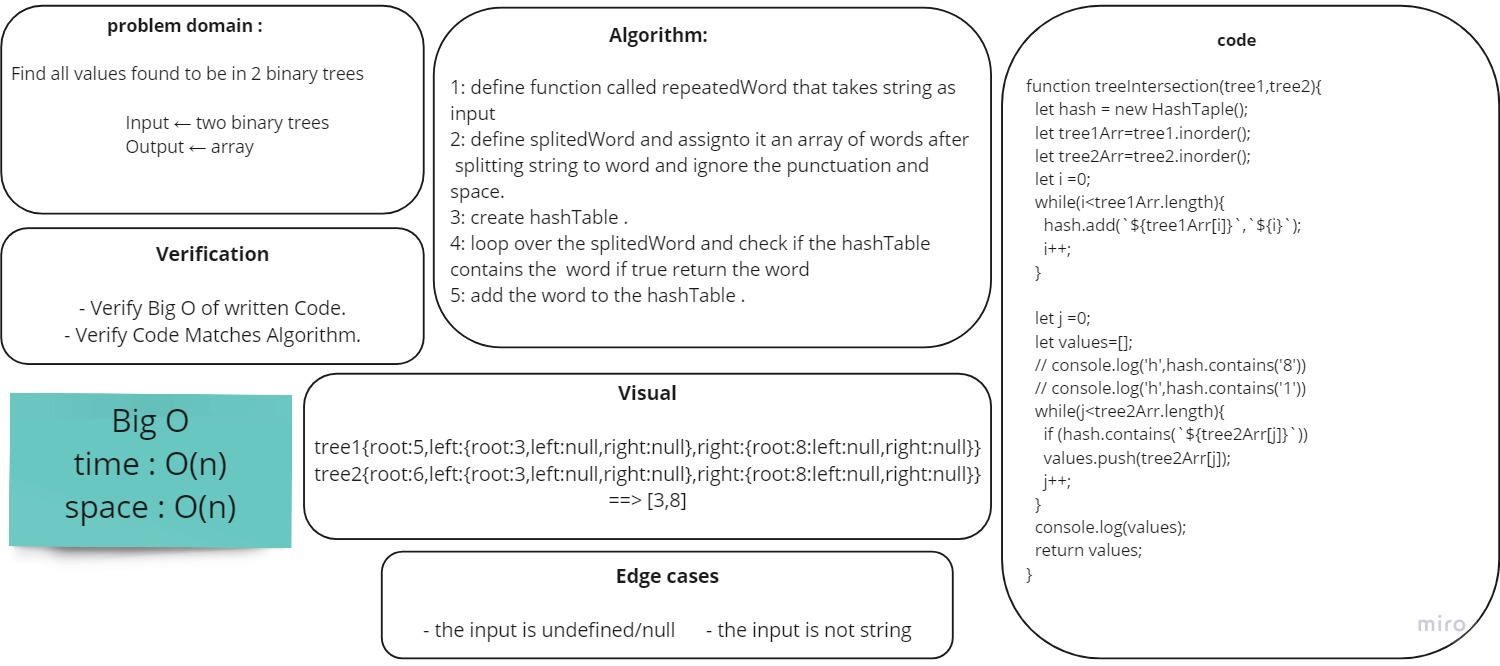 problem domain :
Find all values found to be in 2 binary trees
Input ← two binary trees
Output ← array
Verification
- Verify Big O of written Code.
- Verify Code Matches Algorithm.
Big O
time : O(n)
space : O(n)
Algorithm:
1: define function called repeatedWord that takes string as
input
2: define splitedWord and assignto it an array of words after
splitting string to word and ignore the punctuation and
space.
3: create hashTable .
4: loop over the splitedWord and check if the hashTable
contains the  word if true return the word
5: add the word to the hashTable .
Visual
tree1{root:5,left:{root:3,left:null,right:null},right:{root:8:left:null,right:null}}
tree2{root:6,left:{root:3,left:null,right:null},right:{root:8:left:null,right:null}}
==> [3,8]
Edge cases
- the input is undefined/null - the input is not string
code
function treeIntersection(tree1,tree2){
let hash = new HashTaple();
let tree1Arr=tree1.inorder();
let tree2Arr=tree2.inorder();
let i =0;
while(i<tree1Arr.length){
hash.add(`${tree1Arr[i]}`,`${i}`);
i++;
}
let j =0;
let values=[];
// console.log('h',hash.contains('8'))
// console.log('h',hash.contains('1'))
while(j<tree2Arr.length){
if (hash.contains(`${tree2Arr[j]}`))
values.push(tree2Arr[j]);
j++;
}
console.log(values);
return values;
}
miro